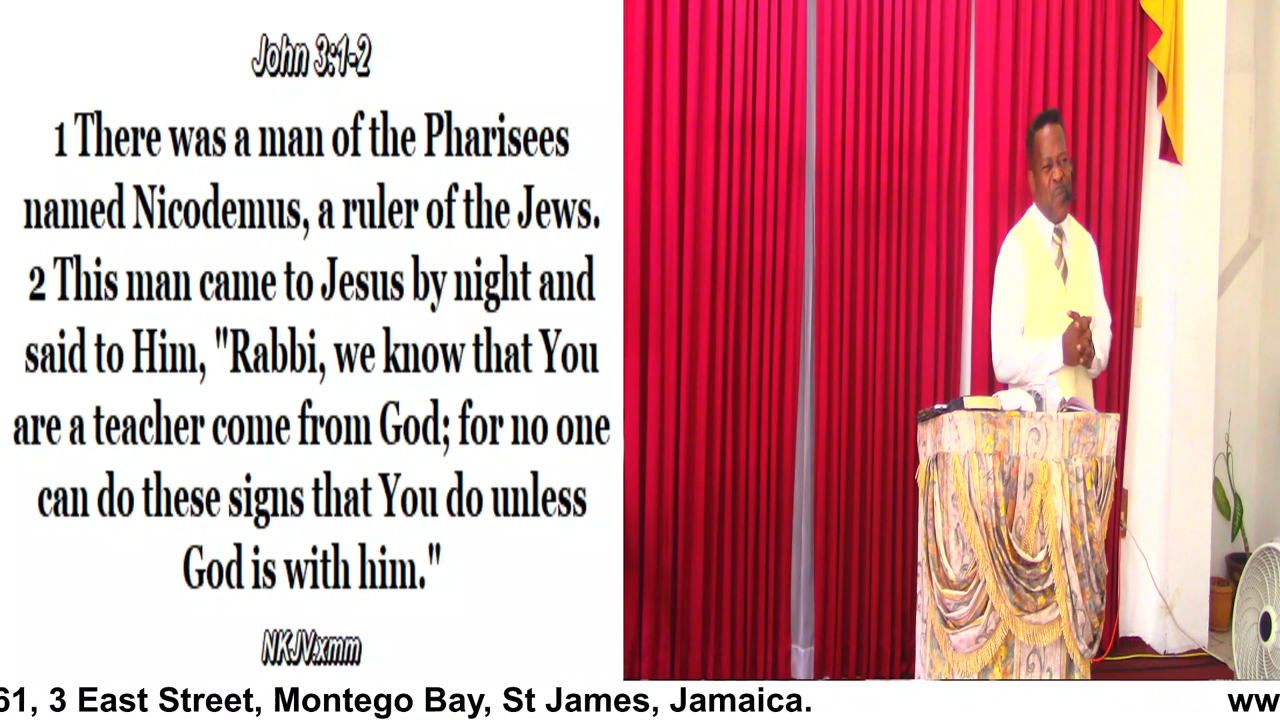 John 3:1-2
1 There was a man of the Pharisees
named Nicodemus, a ruler of the Jews.
2 This man came to Jesus by night and
said to Him, "Rabbi, we know that You
are a teacher come from God; for no one
can do these signs that You do unless
God is with him."
NKJV.xmm
61, 3 East Street, Montego Bay, St James, Jamaica. ww